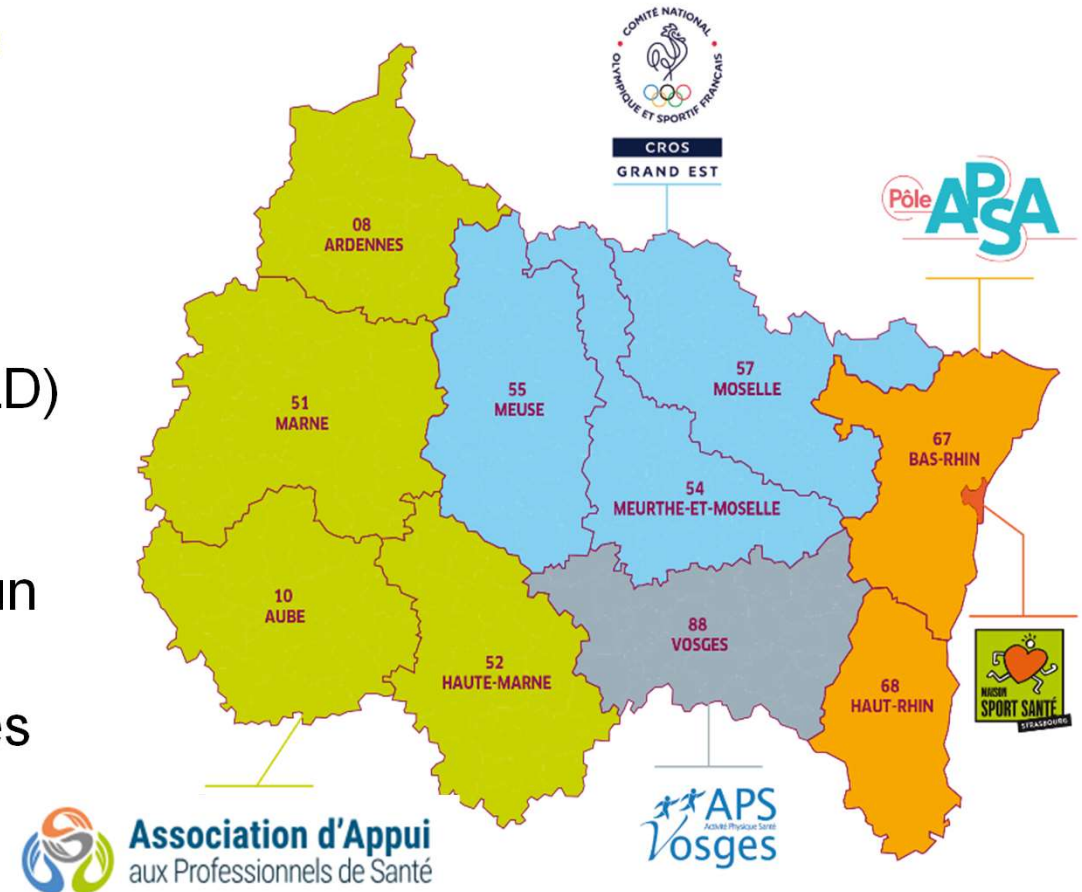 COMITÉ NATIONAL
OLYMPIQUE ET SPORTIF FRANÇAIS
CROS
GRAND EST
Pôle APSA
08
ARDENNES
57
MOSELLE
55
MEUSE
51
MARNE
67
BAS-RHIN
54
MEURTHE-ET-MOSELLE
10
AUBE
88
VOSGES
52
HAUTE-MARNE
68
HAUT-RHIN
MAISON
SPORT SANTÉ
STRASBOURG
APS
Activité Physique Santé
Vosges
Association d'Appui
aux Professionnels de Santé